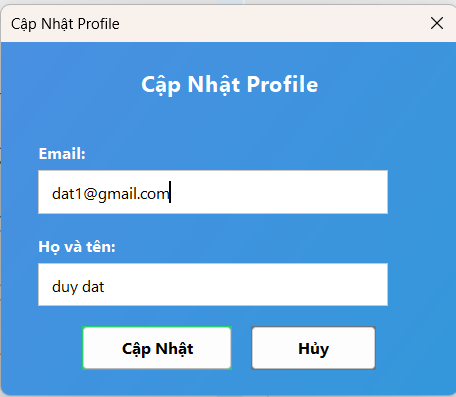 Cập Nhật Profile
Cập Nhật Profile
Email:
dat1@gmail.com
Họ và tên:
duy dat
Cập Nhật Hủy